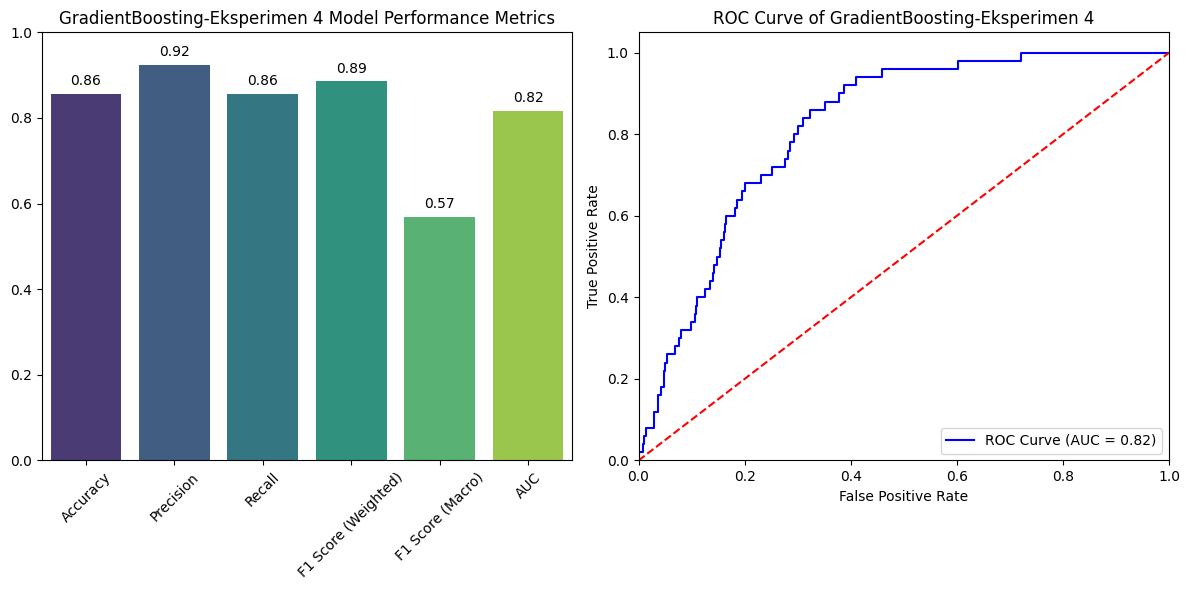 GradientBoosting-Eksperimen 4 Model Performance Metrics
1.0
0.8
0.6
0.4
0.2
0.0
0.86
0.92
0.86
0.89
0.57
0.82
Accuracy
Precision
Recall
F1 Score (Weighted)
F1 Score (Macro)
AUC
ROC Curve of GradientBoosting-Eksperimen 4
True Positive Rate
1.0
0.8
0.6
0.4
0.2
0.0
ROC Curve (AUC = 0.82)
0.0
0.2
0.4
0.6
0.8
1.0
False Positive Rate